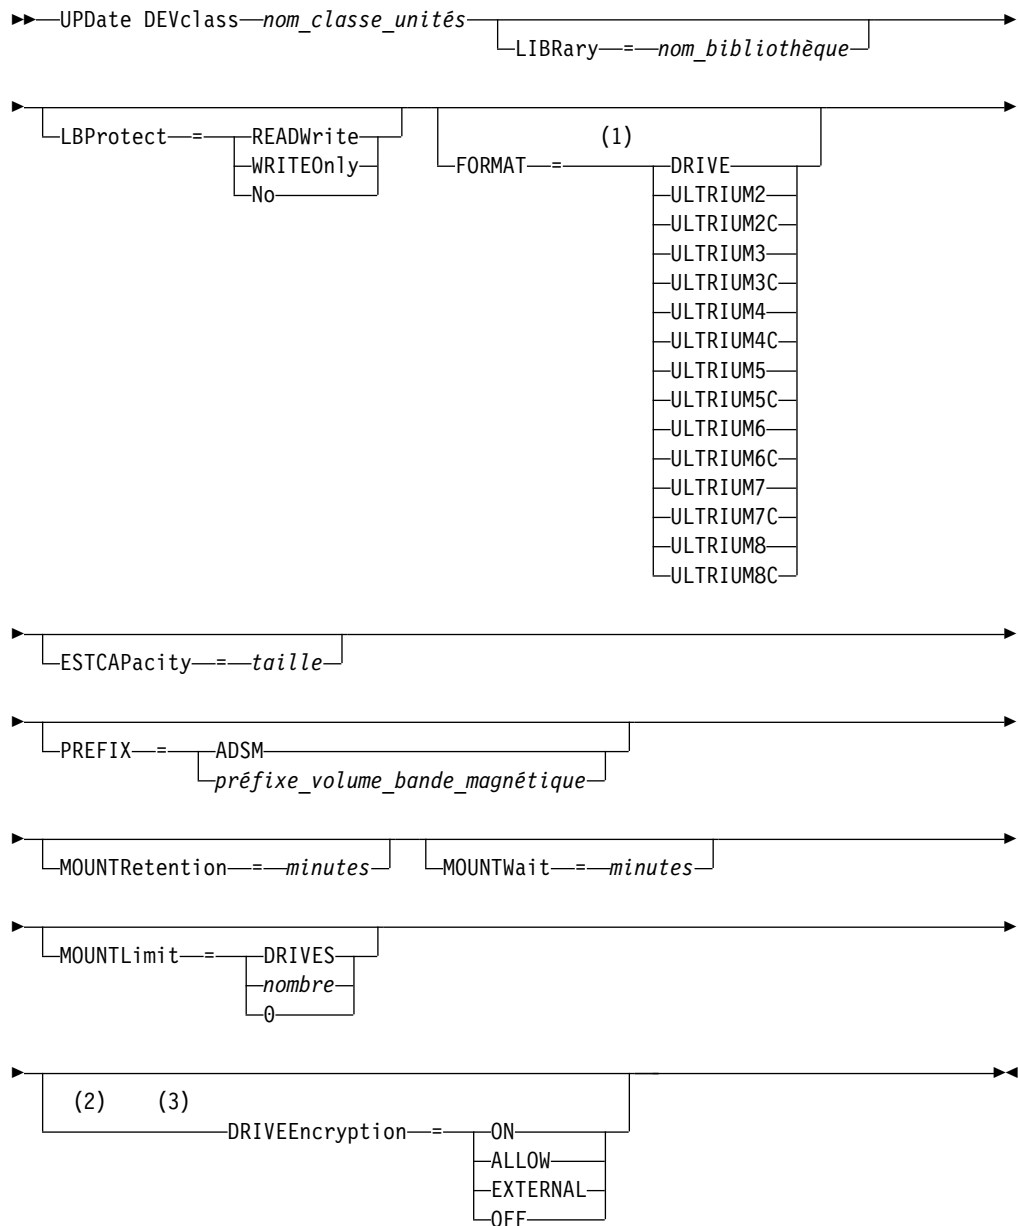 UPDate DEVclass nom_classe_unités
LIBRary = nom_bibliothèque
LBProtect = READWrite
WRITEOnly
No
FORMAT = (1) DRIVE
ULTRIUM2
ULTRIUM2C
ULTRIUM3
ULTRIUM3C
ULTRIUM4
ULTRIUM4C
ULTRIUM5
ULTRIUM5C
ULTRIUM6
ULTRIUM6C
ULTRIUM7
ULTRIUM7C
ULTRIUM8
ULTRIUM8C
ESTCAPacity = taille
PREFIX = ADSM
préfixe_volume_bande_magnétique
MOUNTRetention = minutes MOUNTWait = minutes
MOUNTLimit = DRIVES
nombre
0
(2) (3)
DRIVEEncryption = ON
ALLOW
EXTERNAL
OFF